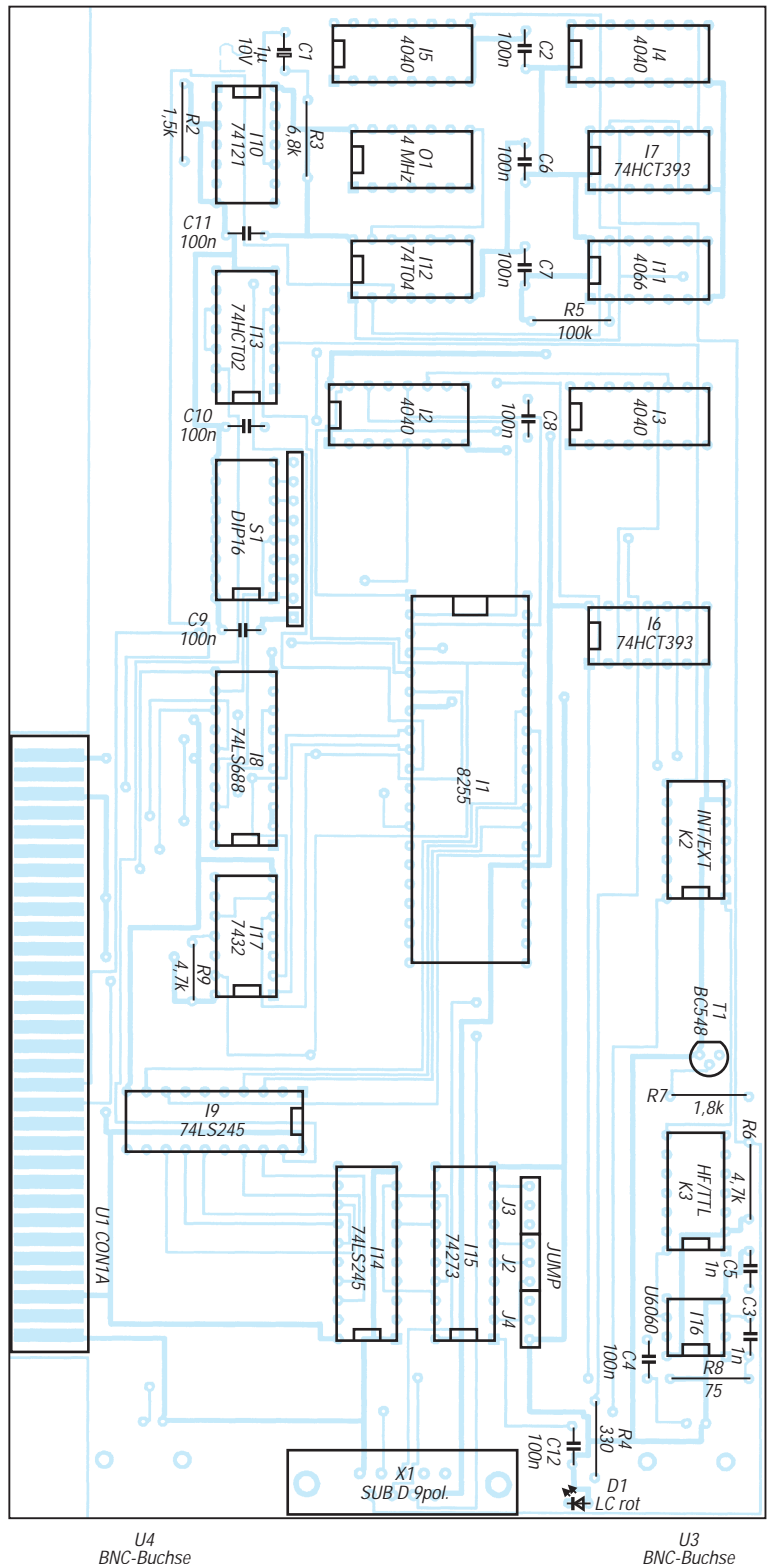 C1
1µ
10V
R2
1,5k
I10
74121
R3
6,8k
I5
4040
C2
100n
I4
4040
O1
4 MHz
C6
100n
I7
74HCT393
C11
100n
I12
74T04
C7
100n
I11
4066
R5
100k
I13
74HCT02
C10
100n
I2
4040
C8
100n
I3
4040
S1
DIP16
C9
100n
I6
74HCT393
I8
74LS688
I1
8255
INT/EXT
K2
I17
7432
R9
4,7k
T1
BC548
R7
1,8k
I9
74LS245
R6
4,7k
HF/TTL
K3
U1 CON1A
I14
74LS245
I15
74273
J3
J2
J4
JUMP
C5
1n
C3
1n
U6060
I16
C4
100n
R8
75
R4
330
C12
100n
X1
SUB D 9pol.
D1
LC rot
U4
BNC-Buchse
U3
BNC-Buchse